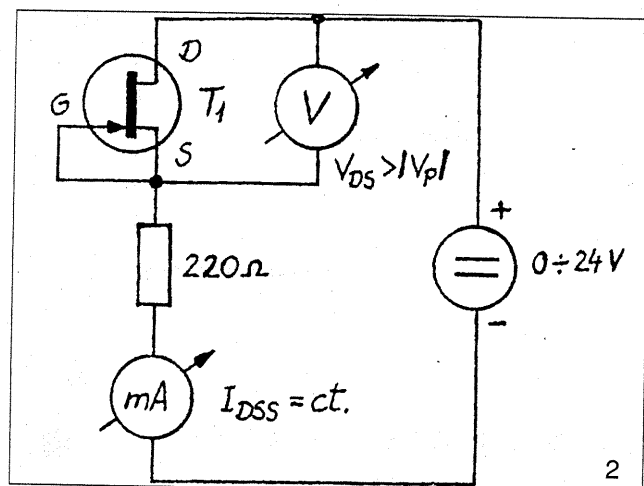 D
G
T1
S
V
VDS >|Vp|
220Ω
+
0÷24V
-
mA
IDSS = ct.
2